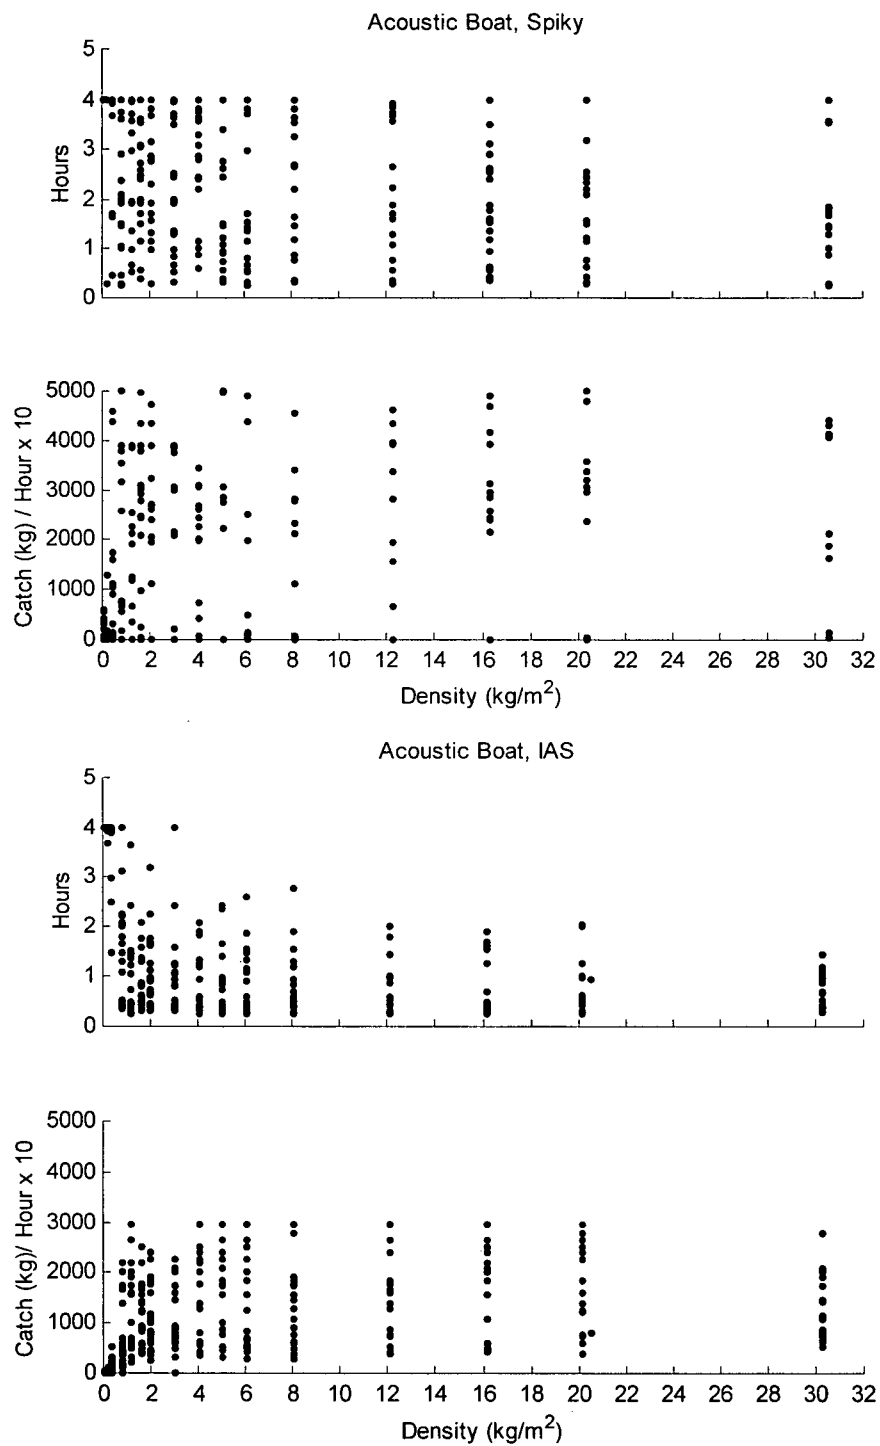 Acoustic Boat, Spiky
5
4
3
2
1
0
Hours
5000
4000
3000
2000
1000
0
Catch (kg) / Hour x 10
0 2 4 6 8 10 12 14 16 18 20 22 24 26 28 30 32
Density (kg/m²)
Acoustic Boat, IAS
5
4
3
2
1
0
Hours
5000
4000
3000
2000
1000
0
Catch (kg)/ Hour x 10
0 2 4 6 8 10 12 14 16 18 20 22 24 26 28 30 32
Density (kg/m²)